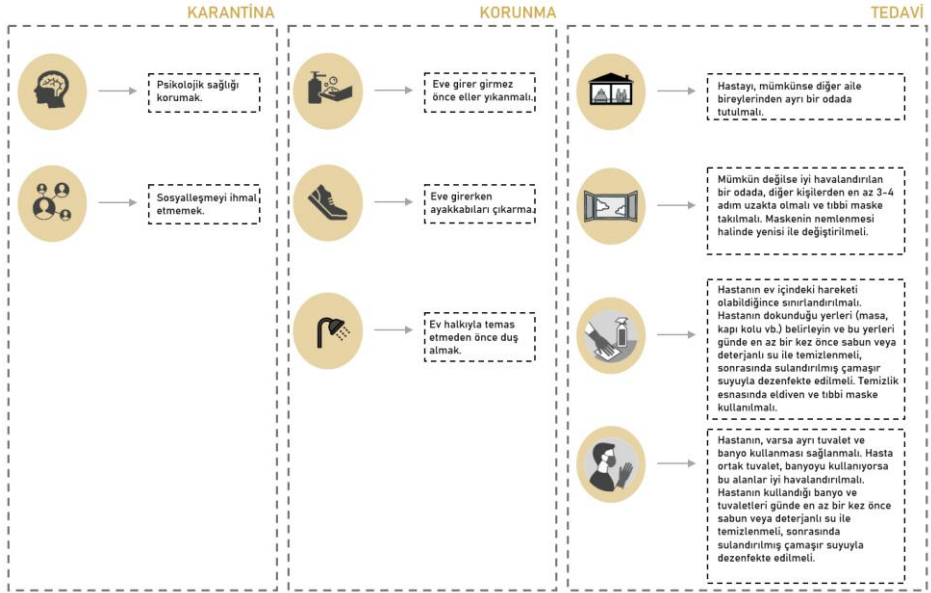 KARANTİNA
Psikolojik sağlığı
korumak.
Sosyalleşmeyi ihmal
etmemek.
KORUNMA
Eve girer girmez
önce eller yıkanmalı.
Eve girerken
ayakkabıları çıkarma.
Ev halkıyla temas
etmeden önce duş
almak.
TEDAVİ
Hastayı, mümkünse diğer aile
bireylerinden ayrı bir odada
tutulmalı.
Mümkün değilse iyi havalandırılan
bir odada, diğer kişilerden en az 3-4
adım uzakta olmalı ve tıbbi maske
takılmalı. Maskenin nemlenmesi
halinde yenisi ile değiştirilmeli.
Hastanın ev içindeki hareketi
olabildiğince sınırlandırılmalı.
Hastanın dokunduğu yerleri (masa,
kapı kolu vb.) belirleyin ve bu yerleri
günde en az bir kez önce sabun veya
deterjanlı su ile temizlenmeli,
sonrasında sulandırılmış çamaşır
suyuyla dezenfekte edilmeli. Temizlik
esnasında eldiven ve tıbbi maske
kullanılmalı.
Hastanın, varsa ayrı tuvalet ve
banyo kullanması sağlanmalı. Hasta
ortak tuvalet, banyoyu kullanıyorsa
bu alanlar iyi havalandırılmalı.
Hastanın kullandığı banyo ve
tuvaletleri günde en az bir kez önce
sabun veya deterjanlı su ile
temizlenmeli, sonrasında
sulandırılmış çamaşır suyuyla
dezenfekte edilmeli.